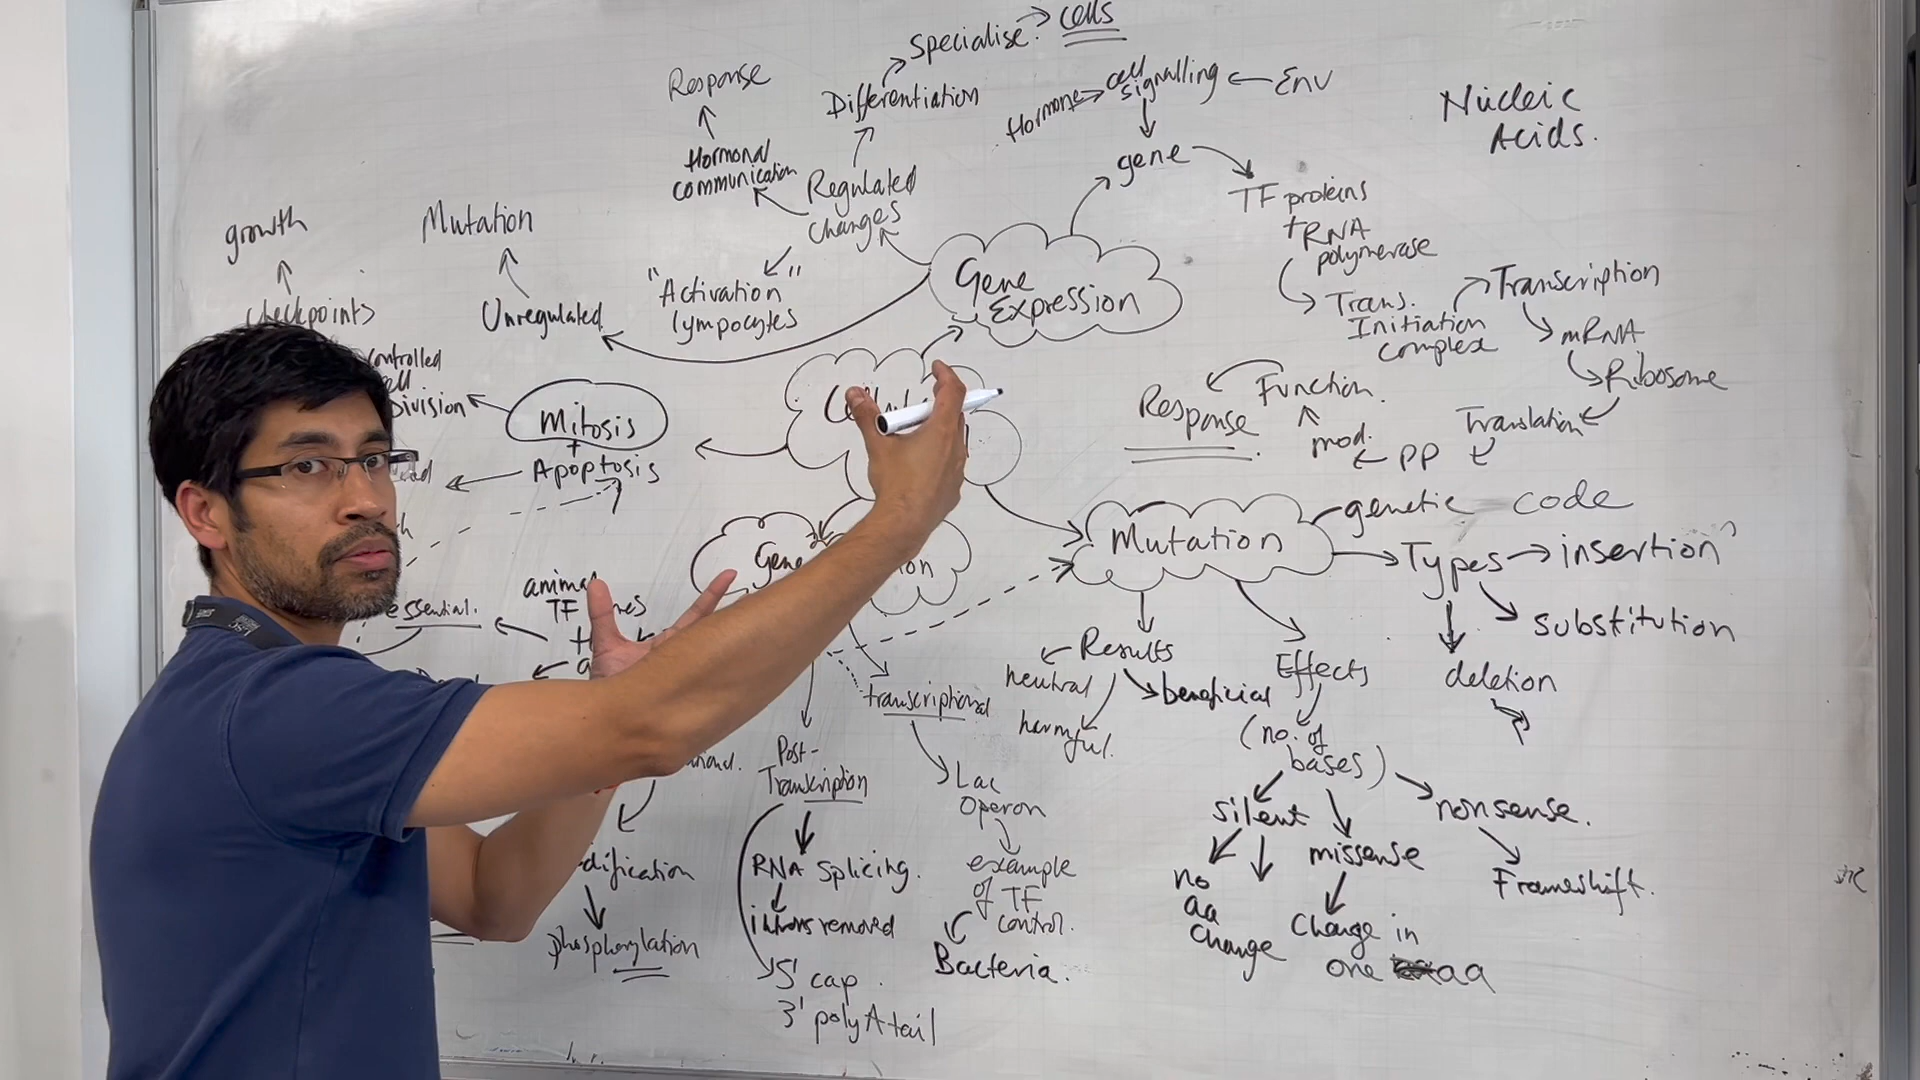 Specialise. → cells
Response
Differentiation
Hormone → cell signalling ← Env
Nucleic
Acids.
Hormonal
communication
Regulated
changes
gene
TF proteins
+ RNA
polymerase
growth
Mutation
checkpoints
Unregulated
"Activation"
lymphocytes
Gene
Expression
Trans.
Initiation
complex
Transcription
mRNA
Ribosome
Translation
PP
mod.
Function.
Response
controlled
Division
Mitosis
+
Apoptosis
Gene
Mutation
genetic code
Types → insertion
substitution
deletion
essential.
TF
Results
neutral
beneficial
harmful.
Effects
(no. of
bases)
silent
missense
nonsense.
no
aa
change
Change in
one aa
Frameshift.
transcriptional
Lac
Operon
example
of TF
control.
Bacteria.
Post-
Transcription
RNA Splicing.
introns removed
5' cap.
3' poly A tail
phosphorylation